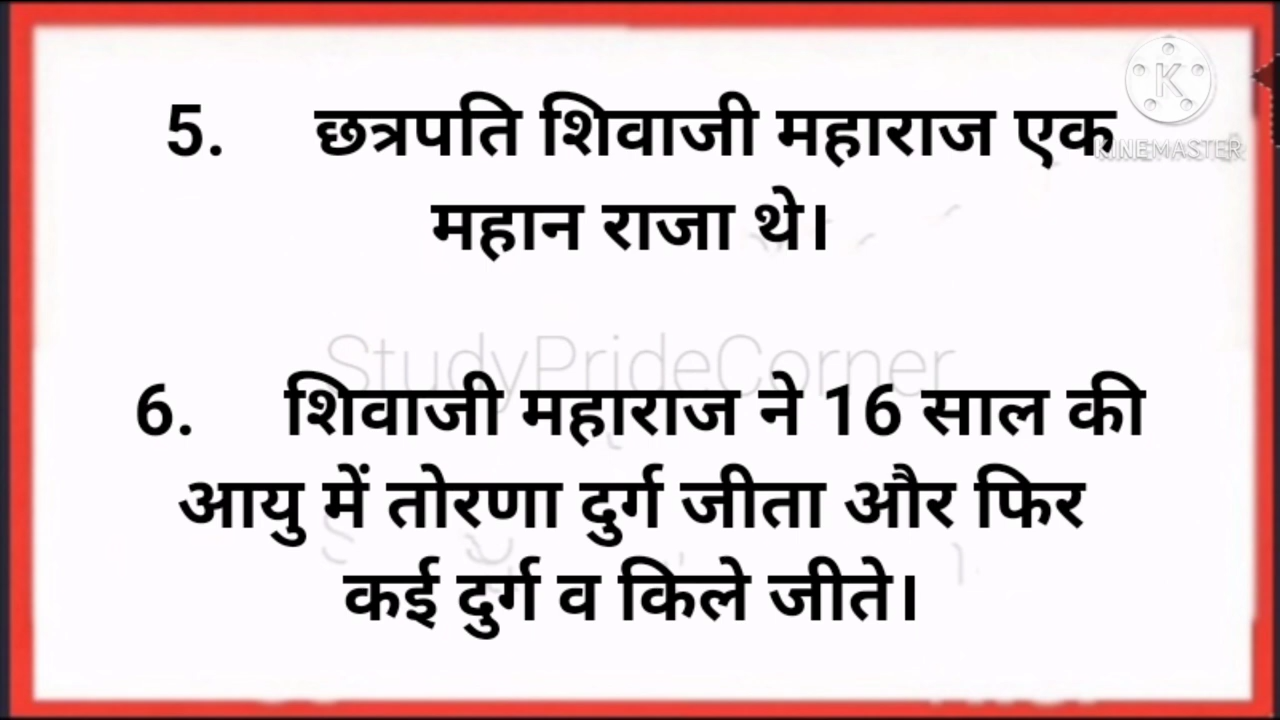 5. छत्रपति शिवाजी महाराज एक
KINEMASTER
महान राजा थे।
StudyPrideCorner
6. शिवाजी महाराज ने 16 साल की
आयु में तोरणा दुर्ग जीता और फिर
कई दुर्ग व किले जीते।